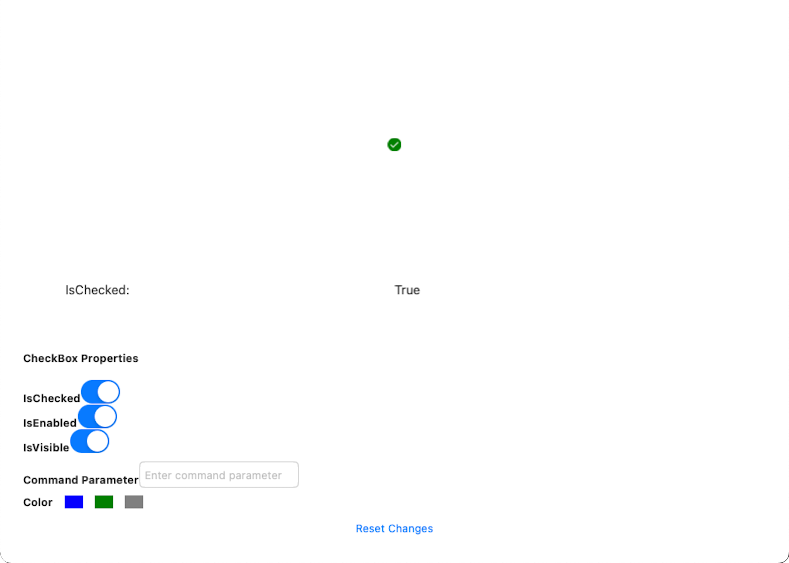 IsChecked: True
CheckBox Properties
IsChecked
IsEnabled
IsVisible
Command Parameter Enter command parameter
Color
Reset Changes